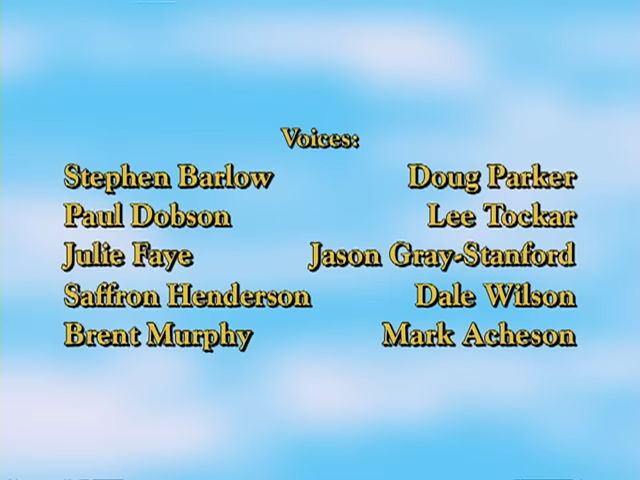 Voices:
Stephen Barlow Doug Parker
Paul Dobson Lee Tockar
Julie Faye Jason Gray-Stanford
Saffron Henderson Dale Wilson
Brent Murphy Mark Acheson